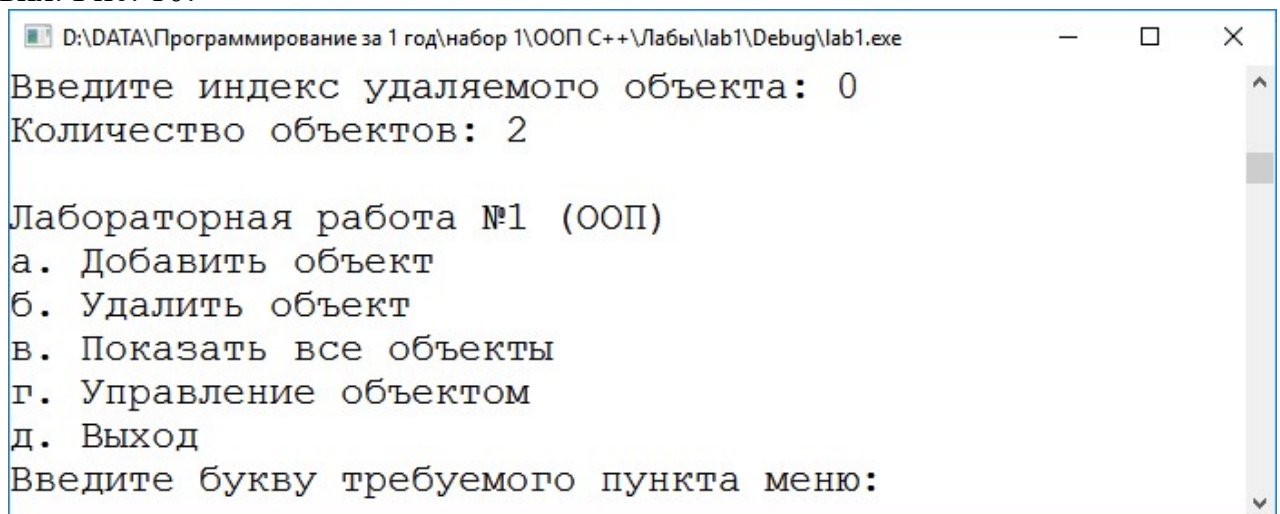 D:\DATA\Программирование за 1 год\набор 1\ООП C++\Лабы\lab1\Debug\lab1.exe
Введите индекс удаляемого объекта: 0
Количество объектов: 2
Лабораторная работа №1 (ООП)
а. Добавить объект
б. Удалить объект
в. Показать все объекты
г. Управление объектом
д. Выход
Введите букву требуемого пункта меню: